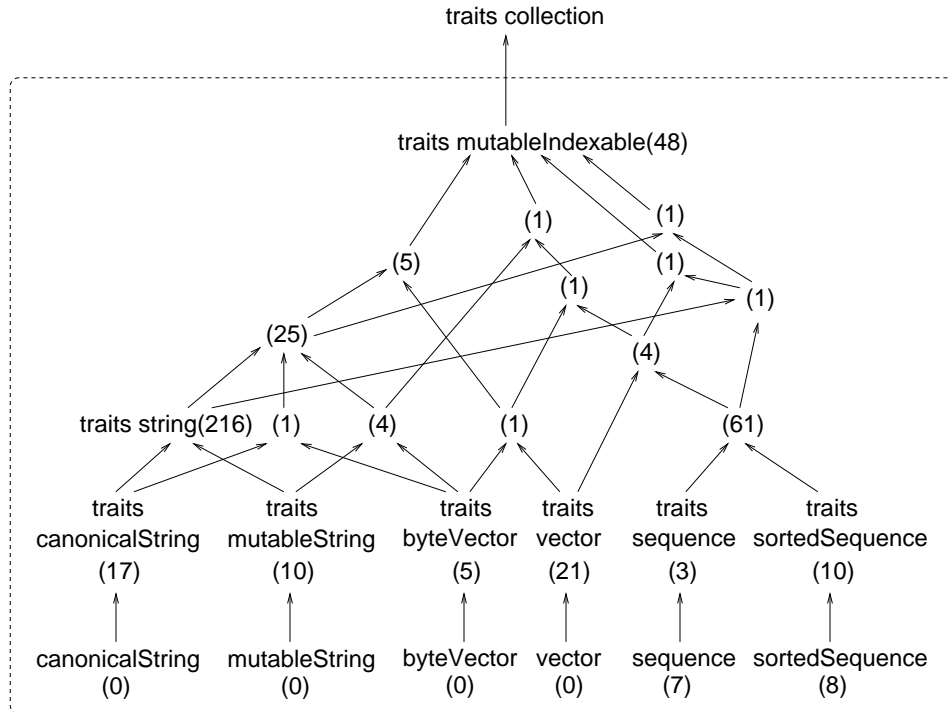 traits collection
traits mutableIndexable(48)
(1)
(1)
(5)
(1)
(1)
(1)
(25)
(4)
traits string(216)
(1)
(4)
(1)
(61)
traits traits traits traits traits traits
canonicalString mutableString byteVector vector sequence sortedSequence
(17) (10) (5) (21) (3) (10)
canonicalString mutableString byteVector vector sequence sortedSequence
(0) (0) (0) (0) (7) (8)